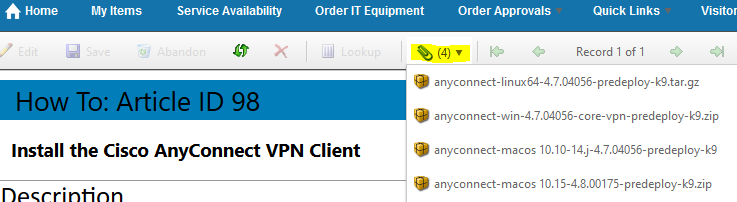 Home My Items Service Availability Order IT Equipment Order Approvals Quick Links Visitor
Edit Save Abandon Lookup (4) Record 1 of 1
anyconnect-linux64-4.7.04056-predeploy-k9.tar.gz
How To: Article ID 98
anyconnect-win-4.7.04056-core-vpn-predeploy-k9.zip
Install the Cisco AnyConnect VPN Client
anyconnect-macos 10.10-14.j-4.7.04056-predeploy-k9
anyconnect-macos 10.15-4.8.00175-predeploy-k9.zip
Description